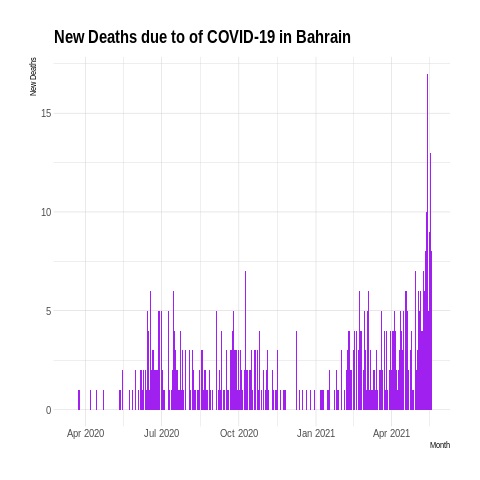 New Deaths due to of COVID-19 in Bahrain
New Deaths
15
10
5
0
Apr 2020 Jul 2020 Oct 2020 Jan 2021 Apr 2021
Month